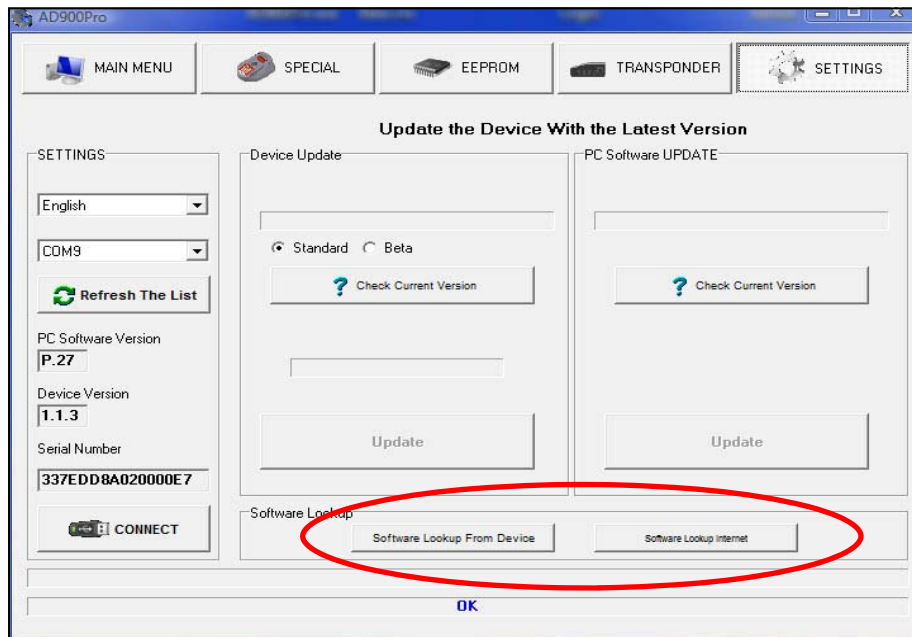 AD900Pro
MAIN MENU
SPECIAL
EEPROM
TRANSPONDER
SETTINGS
Update the Device With the Latest Version
SETTINGS
English
COM9
Refresh The List
PC Software Version
P.27
Device Version
1.1.3
Serial Number
337EDD8A020000E7
CONNECT
Device Update
Standard
Beta
? Check Current Version
Update
PC Software UPDATE
? Check Current Version
Update
Software Lookup
Software Lookup From Device
Software Lookup Internet
OK